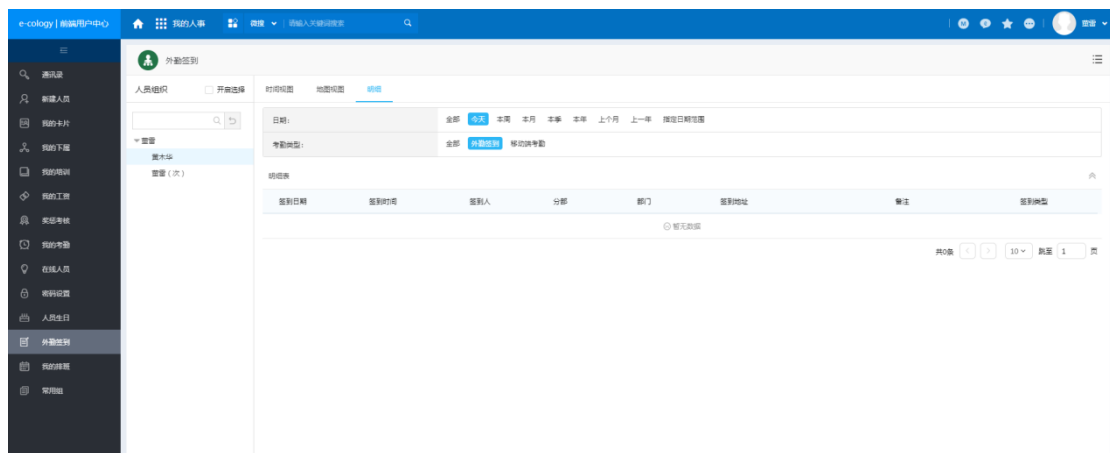 e-cology | 前端用户中心 我的人事 微搜 请输入关键词搜索
外勤签到
通讯录
新建人员
我的卡片
我的下属
我的培训
我的工资
奖惩考核
我的考勤
在线人员
密码设置
人员生日
外勤签到
我的排班
常用组
人员组织 开启选择
(次)
时间视图 地图视图 明细
日期: 全部 今天 本周 本月 本季 本年 上个月 上一年 指定日期范围
考勤类型: 全部 外勤签到 移动端考勤
明细表
签到日期 签到时间 签到人 分部 部门 签到地址 备注 签到类型
暂无数据
共0条 10 跳至 1 页